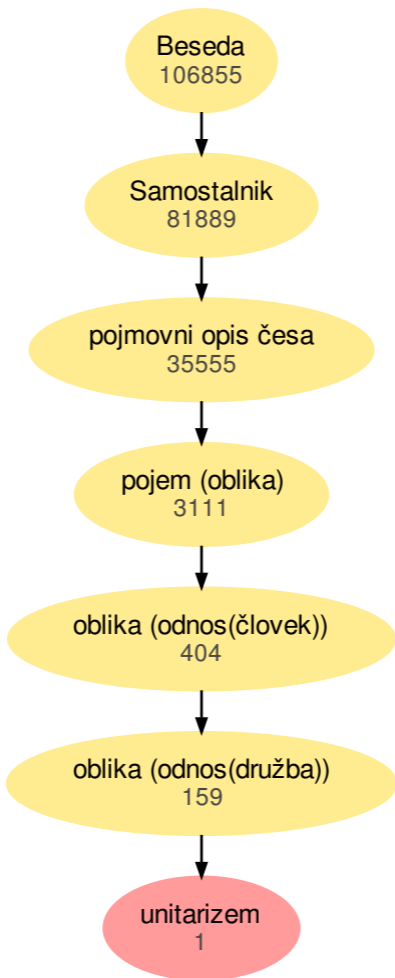 Beseda
106855
Samostalnik
81889
pojmovni opis česa
35555
pojem (oblika)
3111
oblika (odnos(človek))
404
oblika (odnos(družba))
159
unitarizem
1